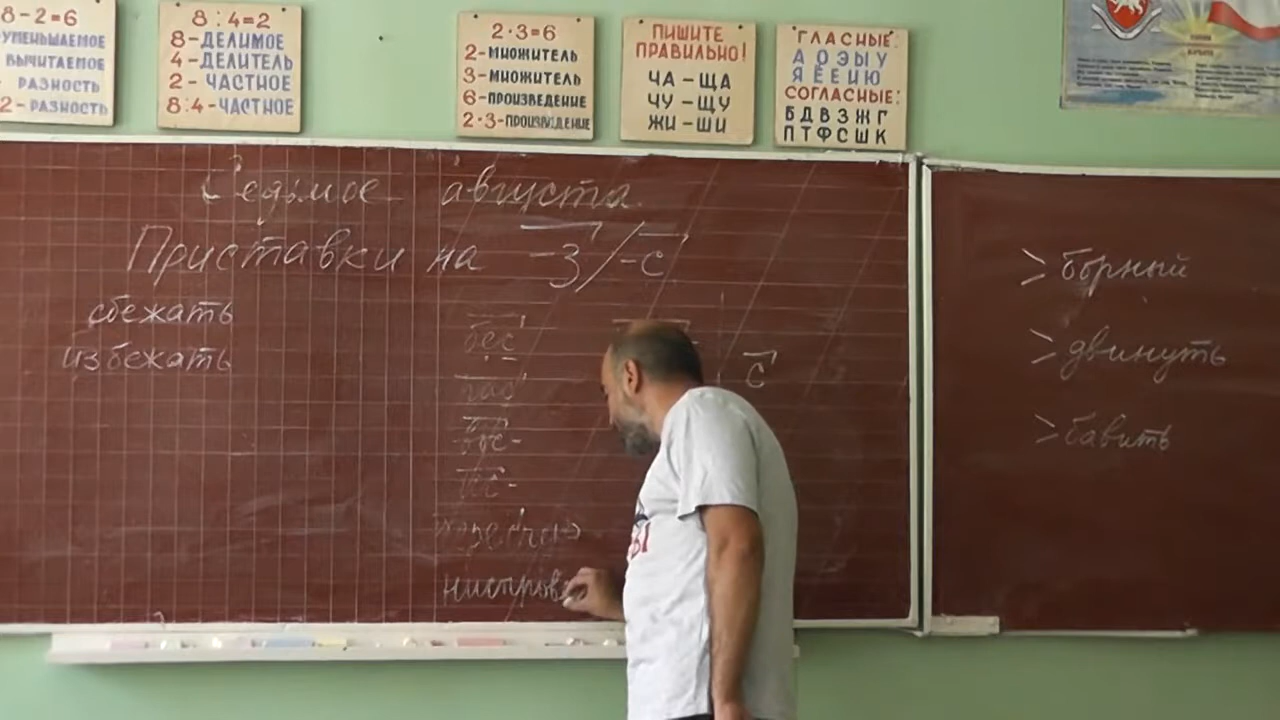 8-2=6
УМЕНЬШАЕМОЕ
ВЫЧИТАЕМОЕ
РАЗНОСТЬ
2-РАЗНОСТЬ
8:4=2
8-ДЕЛИМОЕ
4-ДЕЛИТЕЛЬ
2-ЧАСТНОЕ
8:4-ЧАСТНОЕ
2·3=6
2-МНОЖИТЕЛЬ
3-МНОЖИТЕЛЬ
6-ПРОИЗВЕДЕНИЕ
2·3-ПРОИЗВЕДЕНИЕ
ПИШИТЕ
ПРАВИЛЬНО!
ЧА-ЩА
ЧУ-ЩУ
ЖИ-ШИ
ГЛАСНЫЕ:
А О Э Ы У
Я Ё Е И Ю
СОГЛАСНЫЕ:
Б Д В З Ж Г
П Т Ф С Ш К
Седьмое августа.
Приставки на -З/-С
сбежать
избежать
бес
с
>борный
>двинуть
>бавить